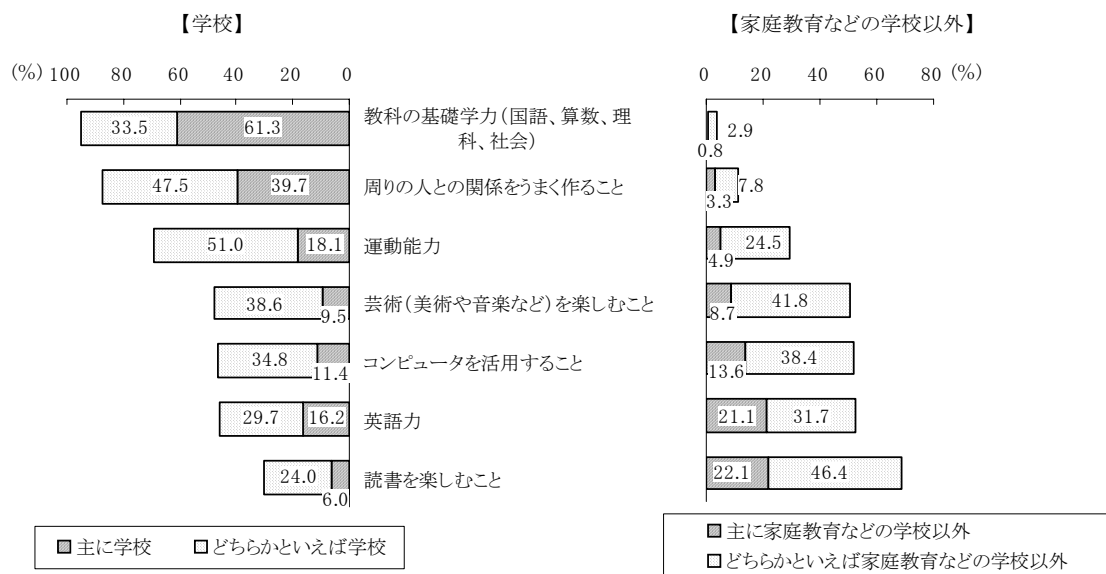 【学校】
【家庭教育などの学校以外】
(%) 100 80 60 40 20 0
0 20 40 60 80 (%)
33.5 61.3 教科の基礎学力(国語、算数、理 2.9
科、社会) 0.8
47.5 39.7 周りの人との関係をうまく作ること 7.8
3.3
51.0 18.1 運動能力 24.5
4.9
38.6 芸術(美術や音楽など)を楽しむこと 41.8
9.5 8.7
34.8 コンピュータを活用すること 38.4
11.4 13.6
29.7 16.2 英語力 21.1 31.7
24.0 読書を楽しむこと 22.1 46.4
6.0
主に学校 どちらかといえば学校
主に家庭教育などの学校以外
どちらかといえば家庭教育などの学校以外